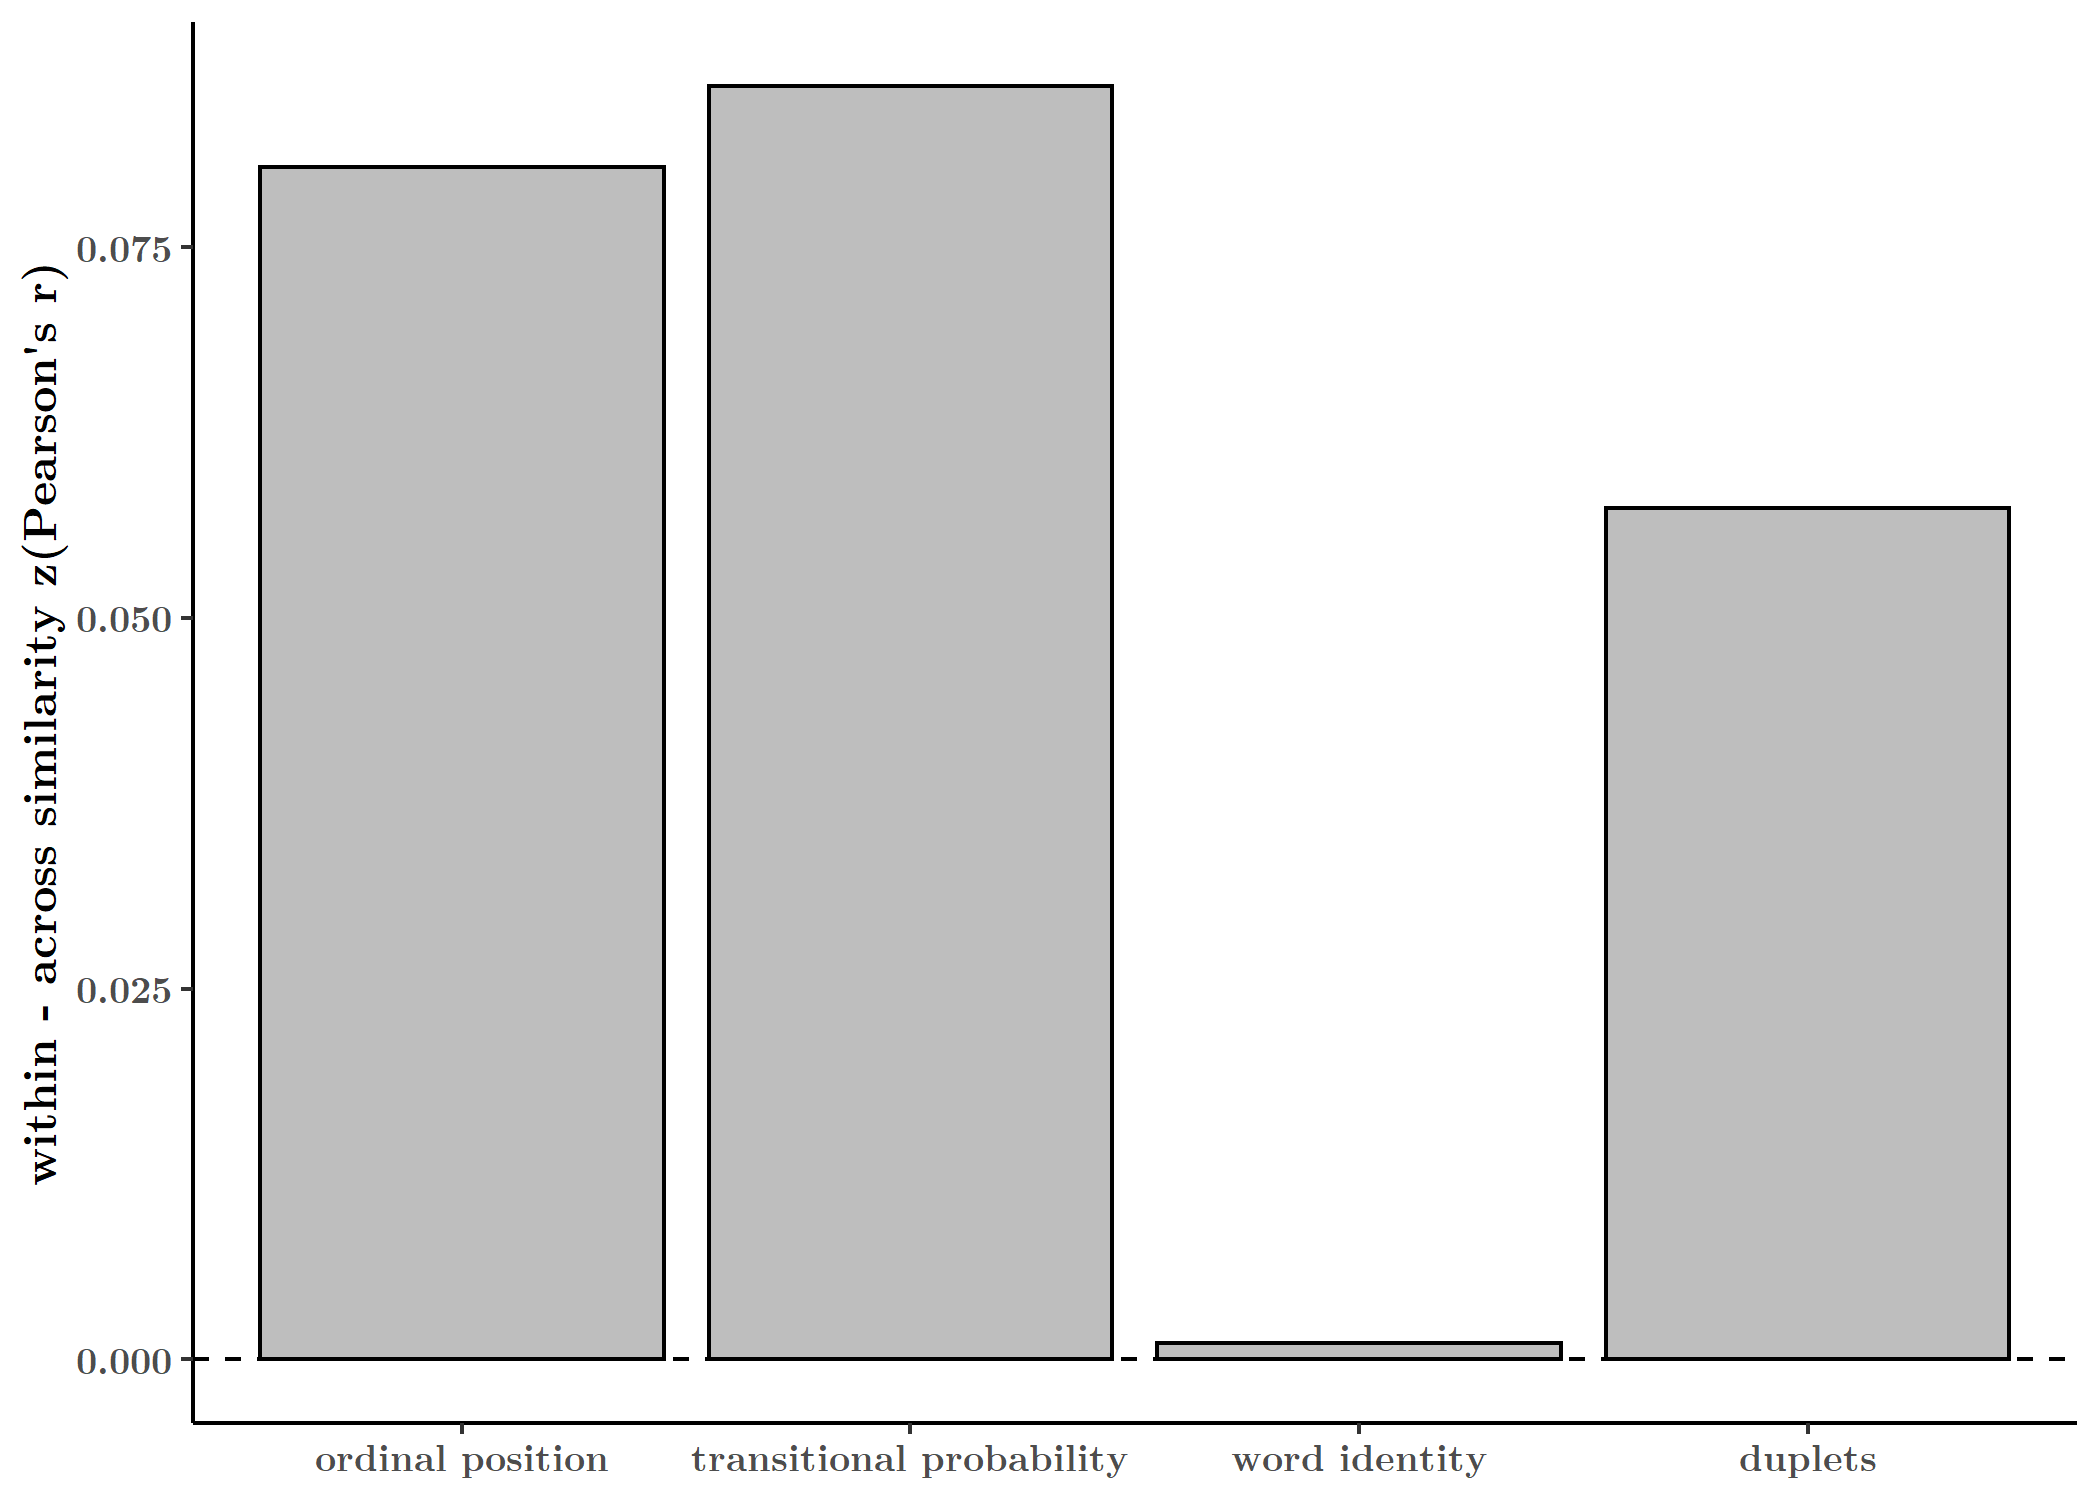 within - across similarity z(Pearson's r)
0.075
0.050
0.025
0.000
ordinal position
transitional probability
word identity
duplets